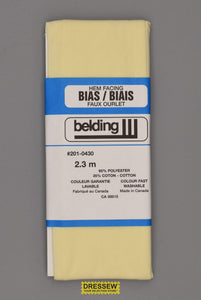 HEM FACING
BIAS / BIAIS
FAUX OURLET
belding
#201-0430
2.3 m
65% POLYESTER
35% COTON - COTTON
COULEUR GARANTIE COLOUR FAST
LAVABLE WASHABLE
Fabriqué au Canada Made in Canada
CA 00015
DRESSEW